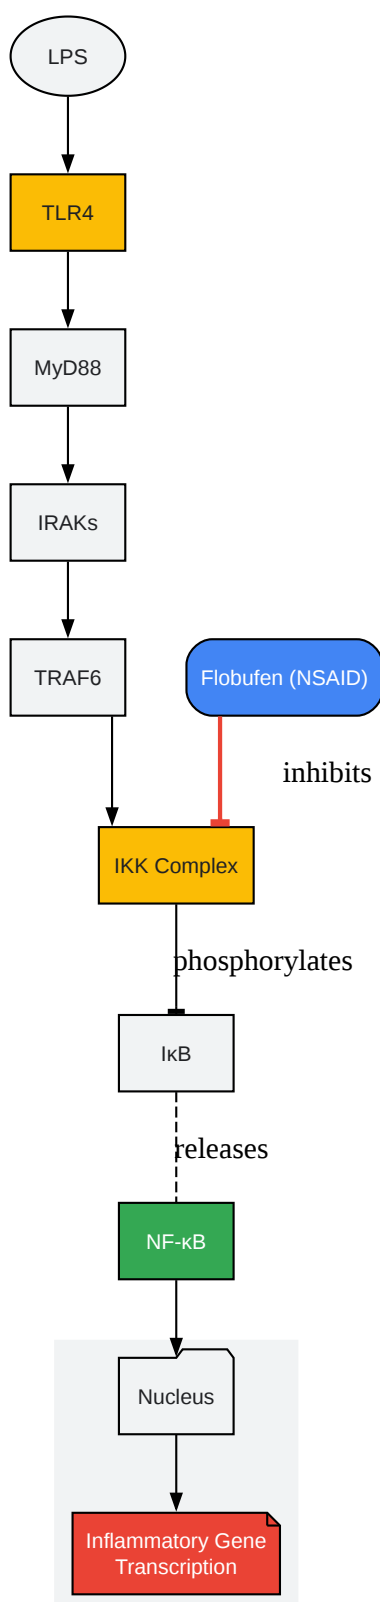 LPS
TLR4
MyD88
IRAKs
TRAF6
Flobufen (NSAID)
inhibits
IKK Complex
phosphorylates
IκB
releases
NF-κB
Nucleus
Inflammatory Gene
Transcription